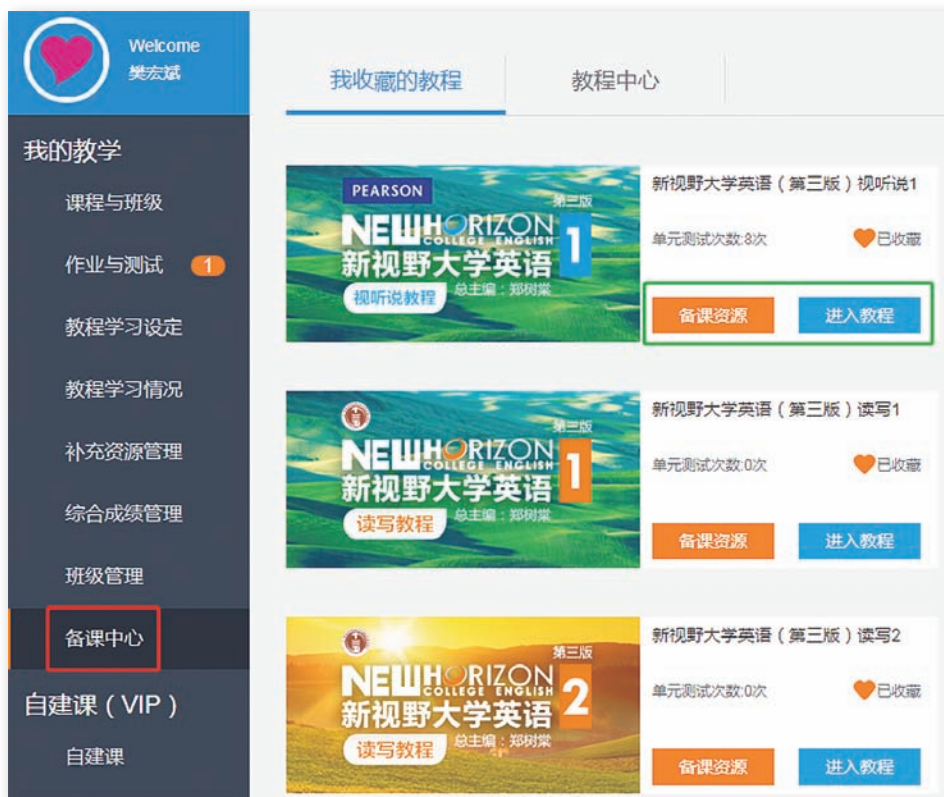 Welcome
樊宏斌
我的教学
课程与班级
作业与测试 1
教程学习设定
教程学习情况
补充资源管理
综合成绩管理
班级管理
备课中心
自建课（VIP）
自建课
我收藏的教程 教程中心
PEARSON
第三版
NEWHORIZON
COLLEGE ENGLISH
1
新视野大学英语
视听说教程
总主编：郑树棠
新视野大学英语（第三版）视听说1
单元测试次数:8次 已收藏
备课资源 进入教程
第三版
NEWHORIZON
COLLEGE ENGLISH
1
新视野大学英语
读写教程
总主编：郑树棠
新视野大学英语（第三版）读写1
单元测试次数:0次 已收藏
备课资源 进入教程
第三版
NEWHORIZON
COLLEGE ENGLISH
2
新视野大学英语
读写教程
总主编：郑树棠
新视野大学英语（第三版）读写2
单元测试次数:0次 已收藏
备课资源 进入教程